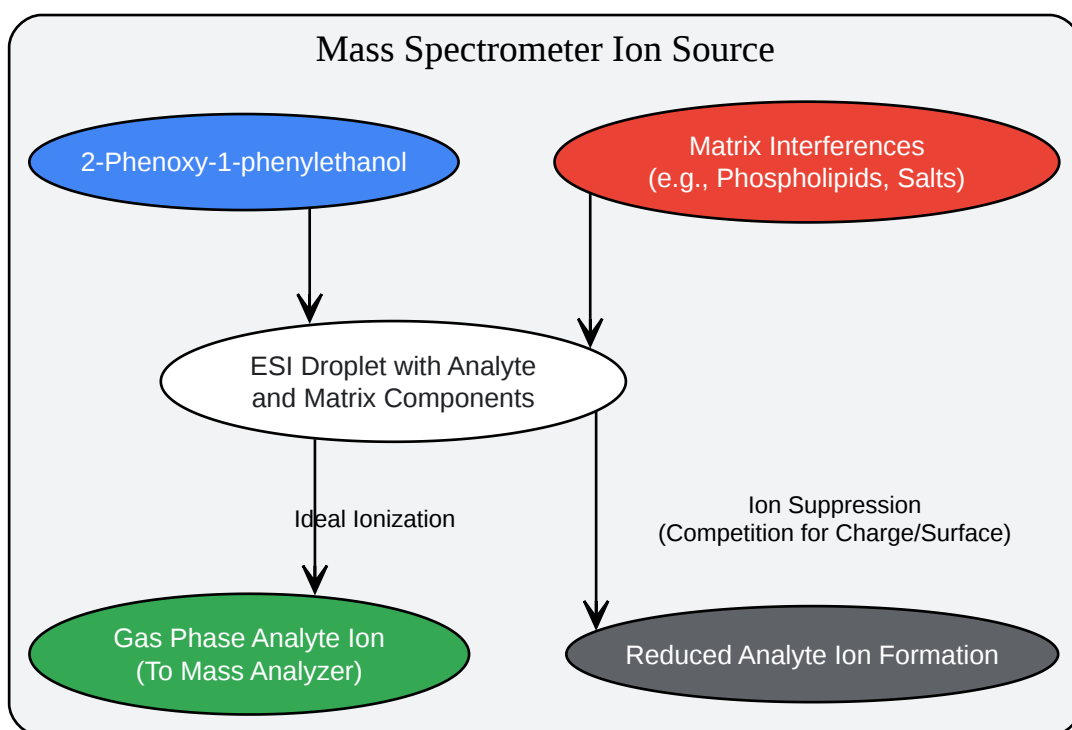 Mass Spectrometer Ion Source
2-Phenoxy-1-phenylethanol
Matrix Interferences
(e.g., Phospholipids, Salts)
ESI Droplet with Analyte
and Matrix Components
Ideal Ionization
Ion Suppression
(Competition for Charge/Surface)
Gas Phase Analyte Ion
(To Mass Analyzer)
Reduced Analyte Ion Formation